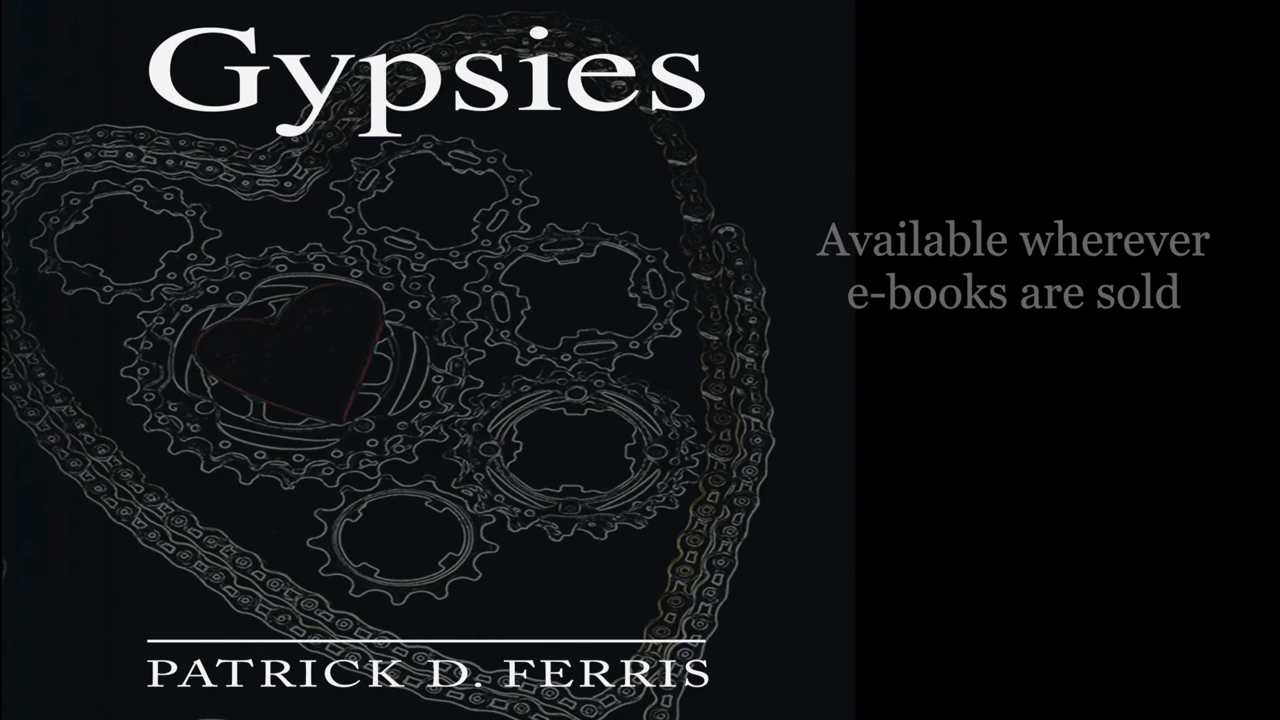 Gypsies
Available wherever
e-books are sold
PATRICK D. FERRIS